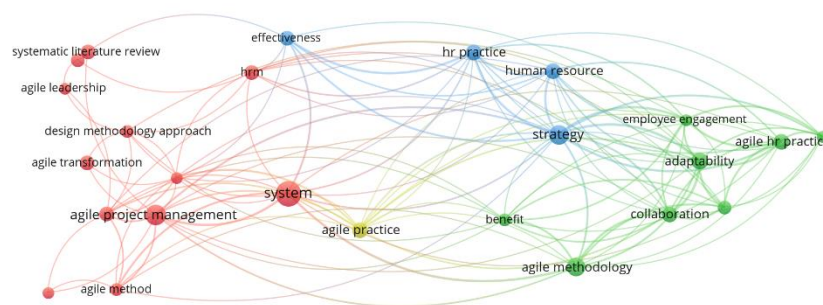 effectiveness
systematic literature review
hr practice
hrm
human resource
agile leadership
employee engagement
design methodology approach
strategy
agile hr practice
agile transformation
adaptability
system
agile project management
benefit
collaboration
agile practice
agile methodology
agile method